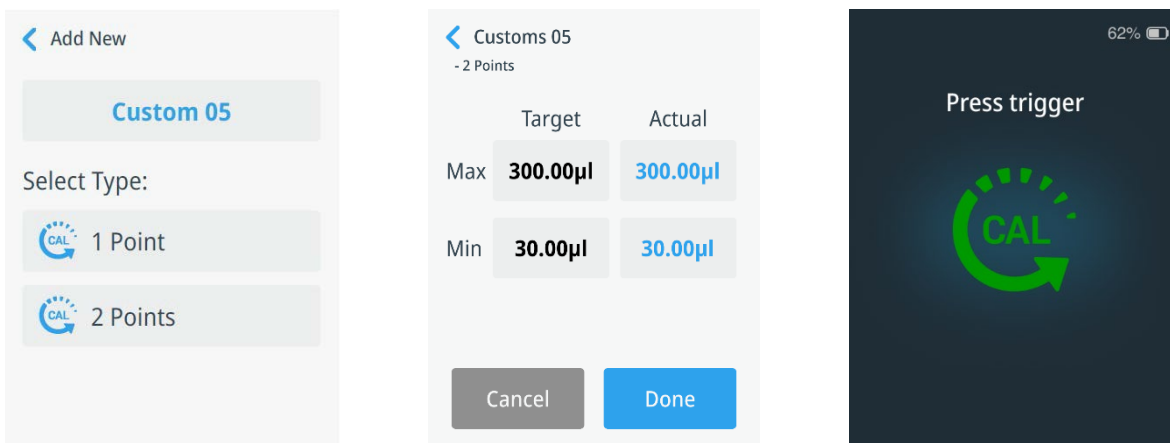 Add New
Custom 05
Select Type:
CAL 1 Point
CAL 2 Points
Customs 05
- 2 Points
Target Actual
Max 300.00µl 300.00µl
Min 30.00µl 30.00µl
Cancel Done
62%
Press trigger
CAL